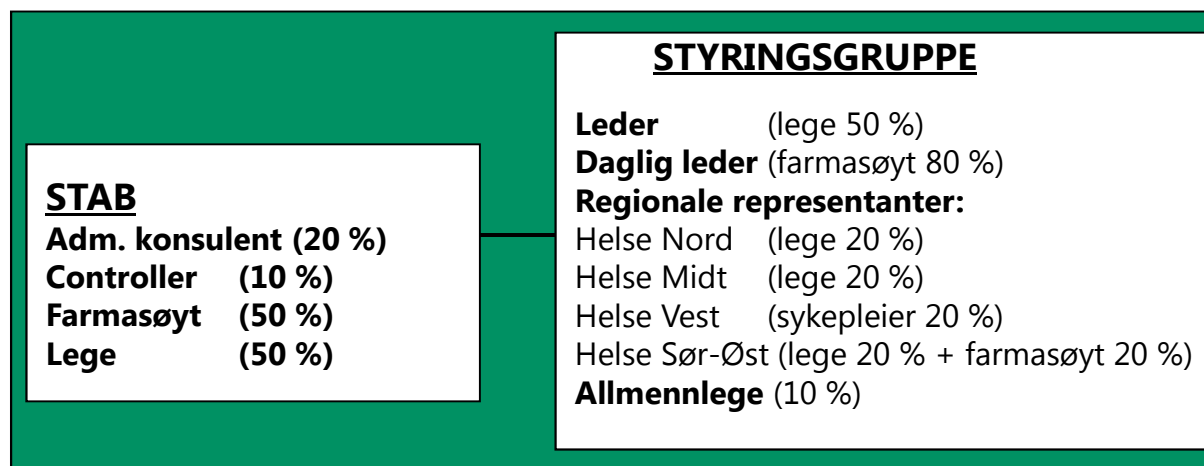 STAB
Adm. konsulent (20 %)
Controller (10 %)
Farmasøyt (50 %)
Lege (50 %)
STYRINGSGRUPPE
Leder (lege 50 %)
Daglig leder (farmasøyt 80 %)
Regionale representanter:
Helse Nord (lege 20 %)
Helse Midt (lege 20 %)
Helse Vest (sykepleier 20 %)
Helse Sør-Øst (lege 20 % + farmasøyt 20 %)
Allmennlege (10 %)